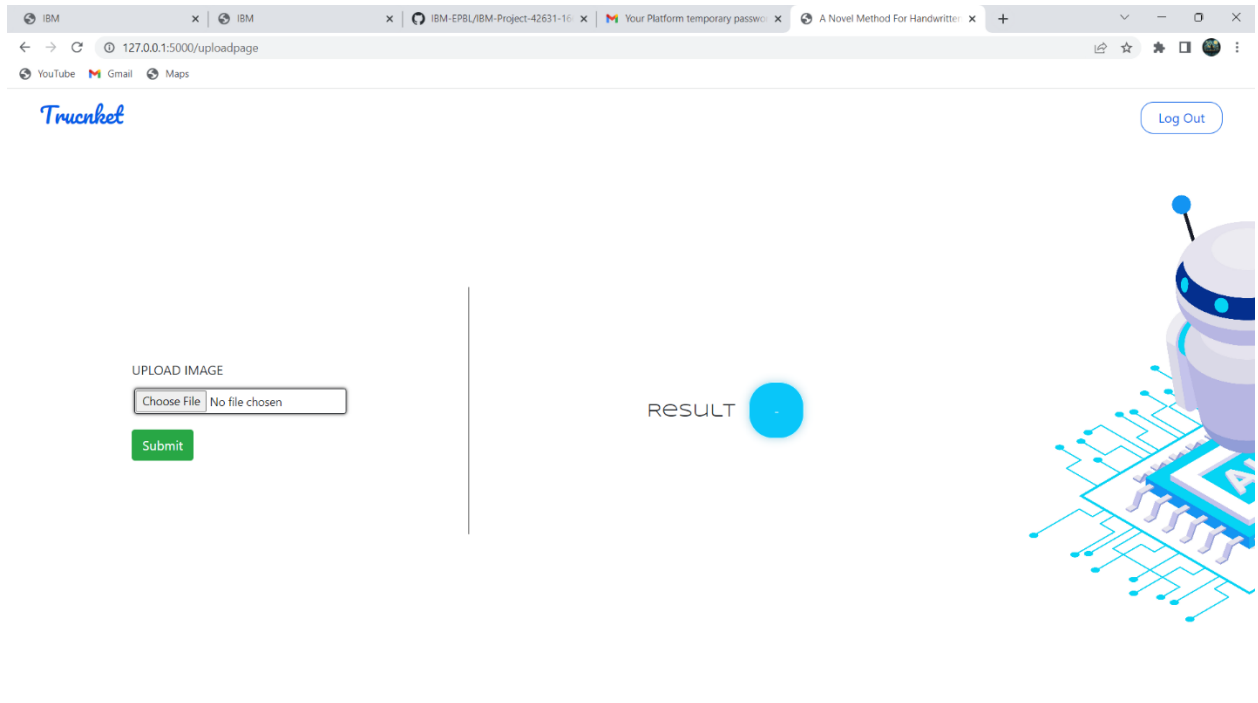 IBM
IBM
IBM-EPBL/IBM-Project-42631-16
Your Platform temporary passwo
A Novel Method For Handwritten
127.0.0.1:5000/uploadpage
YouTube
Gmail
Maps
Trucnket
Log Out
UPLOAD IMAGE
Choose File No file chosen
Submit
Result -